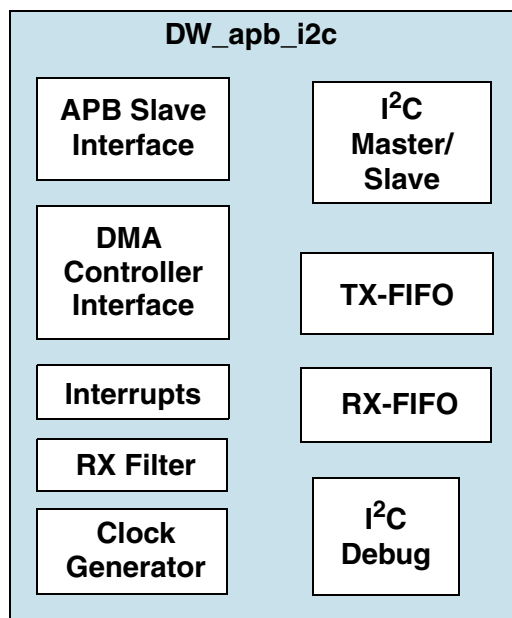 DW_apb_i2c
APB Slave
Interface
DMA
Controller
Interface
Interrupts
RX Filter
Clock
Generator
I²C
Master/
Slave
TX-FIFO
RX-FIFO
I²C
Debug